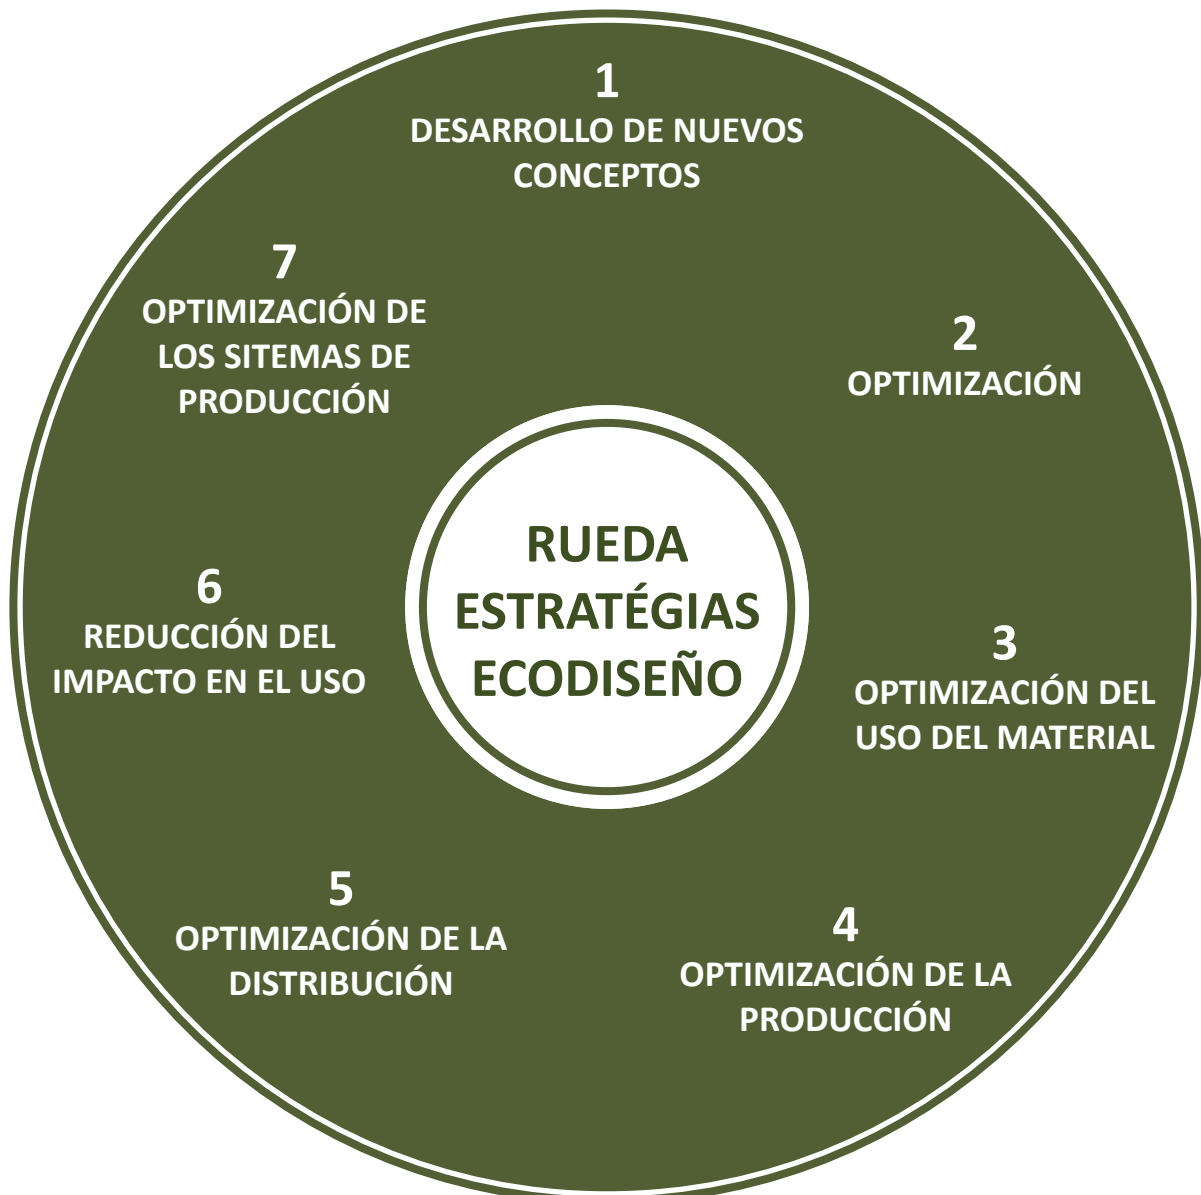 1
DESARROLLO DE NUEVOS
CONCEPTOS
2
OPTIMIZACIÓN
3
OPTIMIZACIÓN DEL
USO DEL MATERIAL
4
OPTIMIZACIÓN DE LA
PRODUCCIÓN
5
OPTIMIZACIÓN DE LA
DISTRIBUCIÓN
6
REDUCCIÓN DEL
IMPACTO EN EL USO
7
OPTIMIZACIÓN DE
LOS SITEMAS DE
PRODUCCIÓN
RUEDA
ESTRATÉGIAS
ECODISEÑO